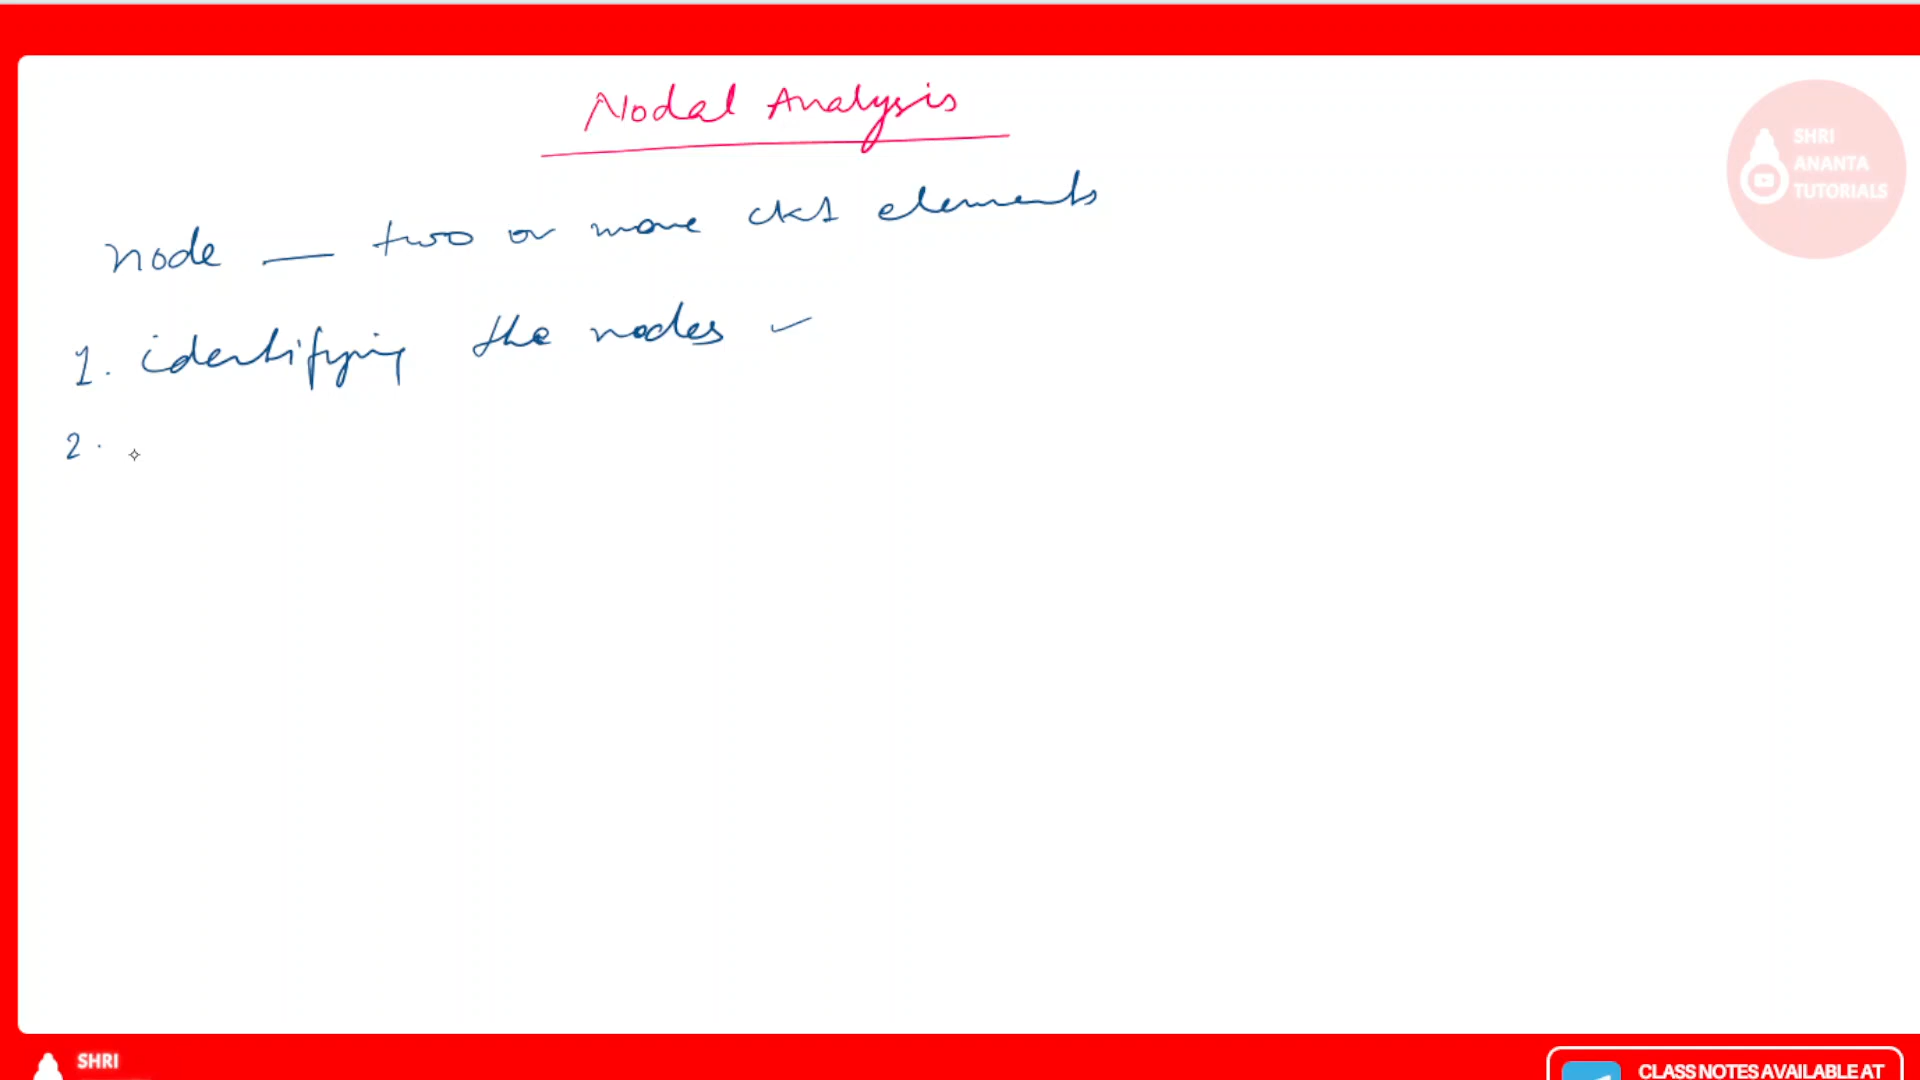 Nodal Analysis
SHRI
ANANTA
TUTORIALS
node — two or more ckt elements
1. identifying the nodes ✓
2.
SHRI
CLASS NOTES AVAILABLE AT